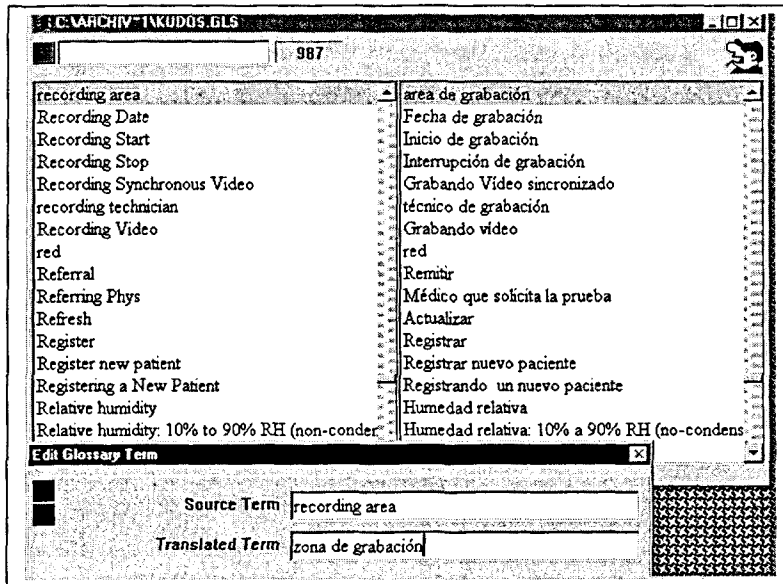 C:\ARCHIV~1\KUDOS.GLS
987
recording area area de grabación
Recording Date Fecha de grabación
Recording Start Inicio de grabación
Recording Stop Interrupción de grabación
Recording Synchronous Video Grabando Vídeo sincronizado
recording technician técnico de grabación
Recording Video Grabando vídeo
red red
Referral Remitir
Referring Phys Médico que solicita la prueba
Refresh Actualizar
Register Registrar
Register new patient Registrar nuevo paciente
Registering a New Patient Registrando un nuevo paciente
Relative humidity Humedad relativa
Relative humidity: 10% to 90% RH (non-conder Humedad relativa: 10% a 90% RH (no-condens
Edit Glossary Term
Source Term recording area
Translated Term zona de grabación